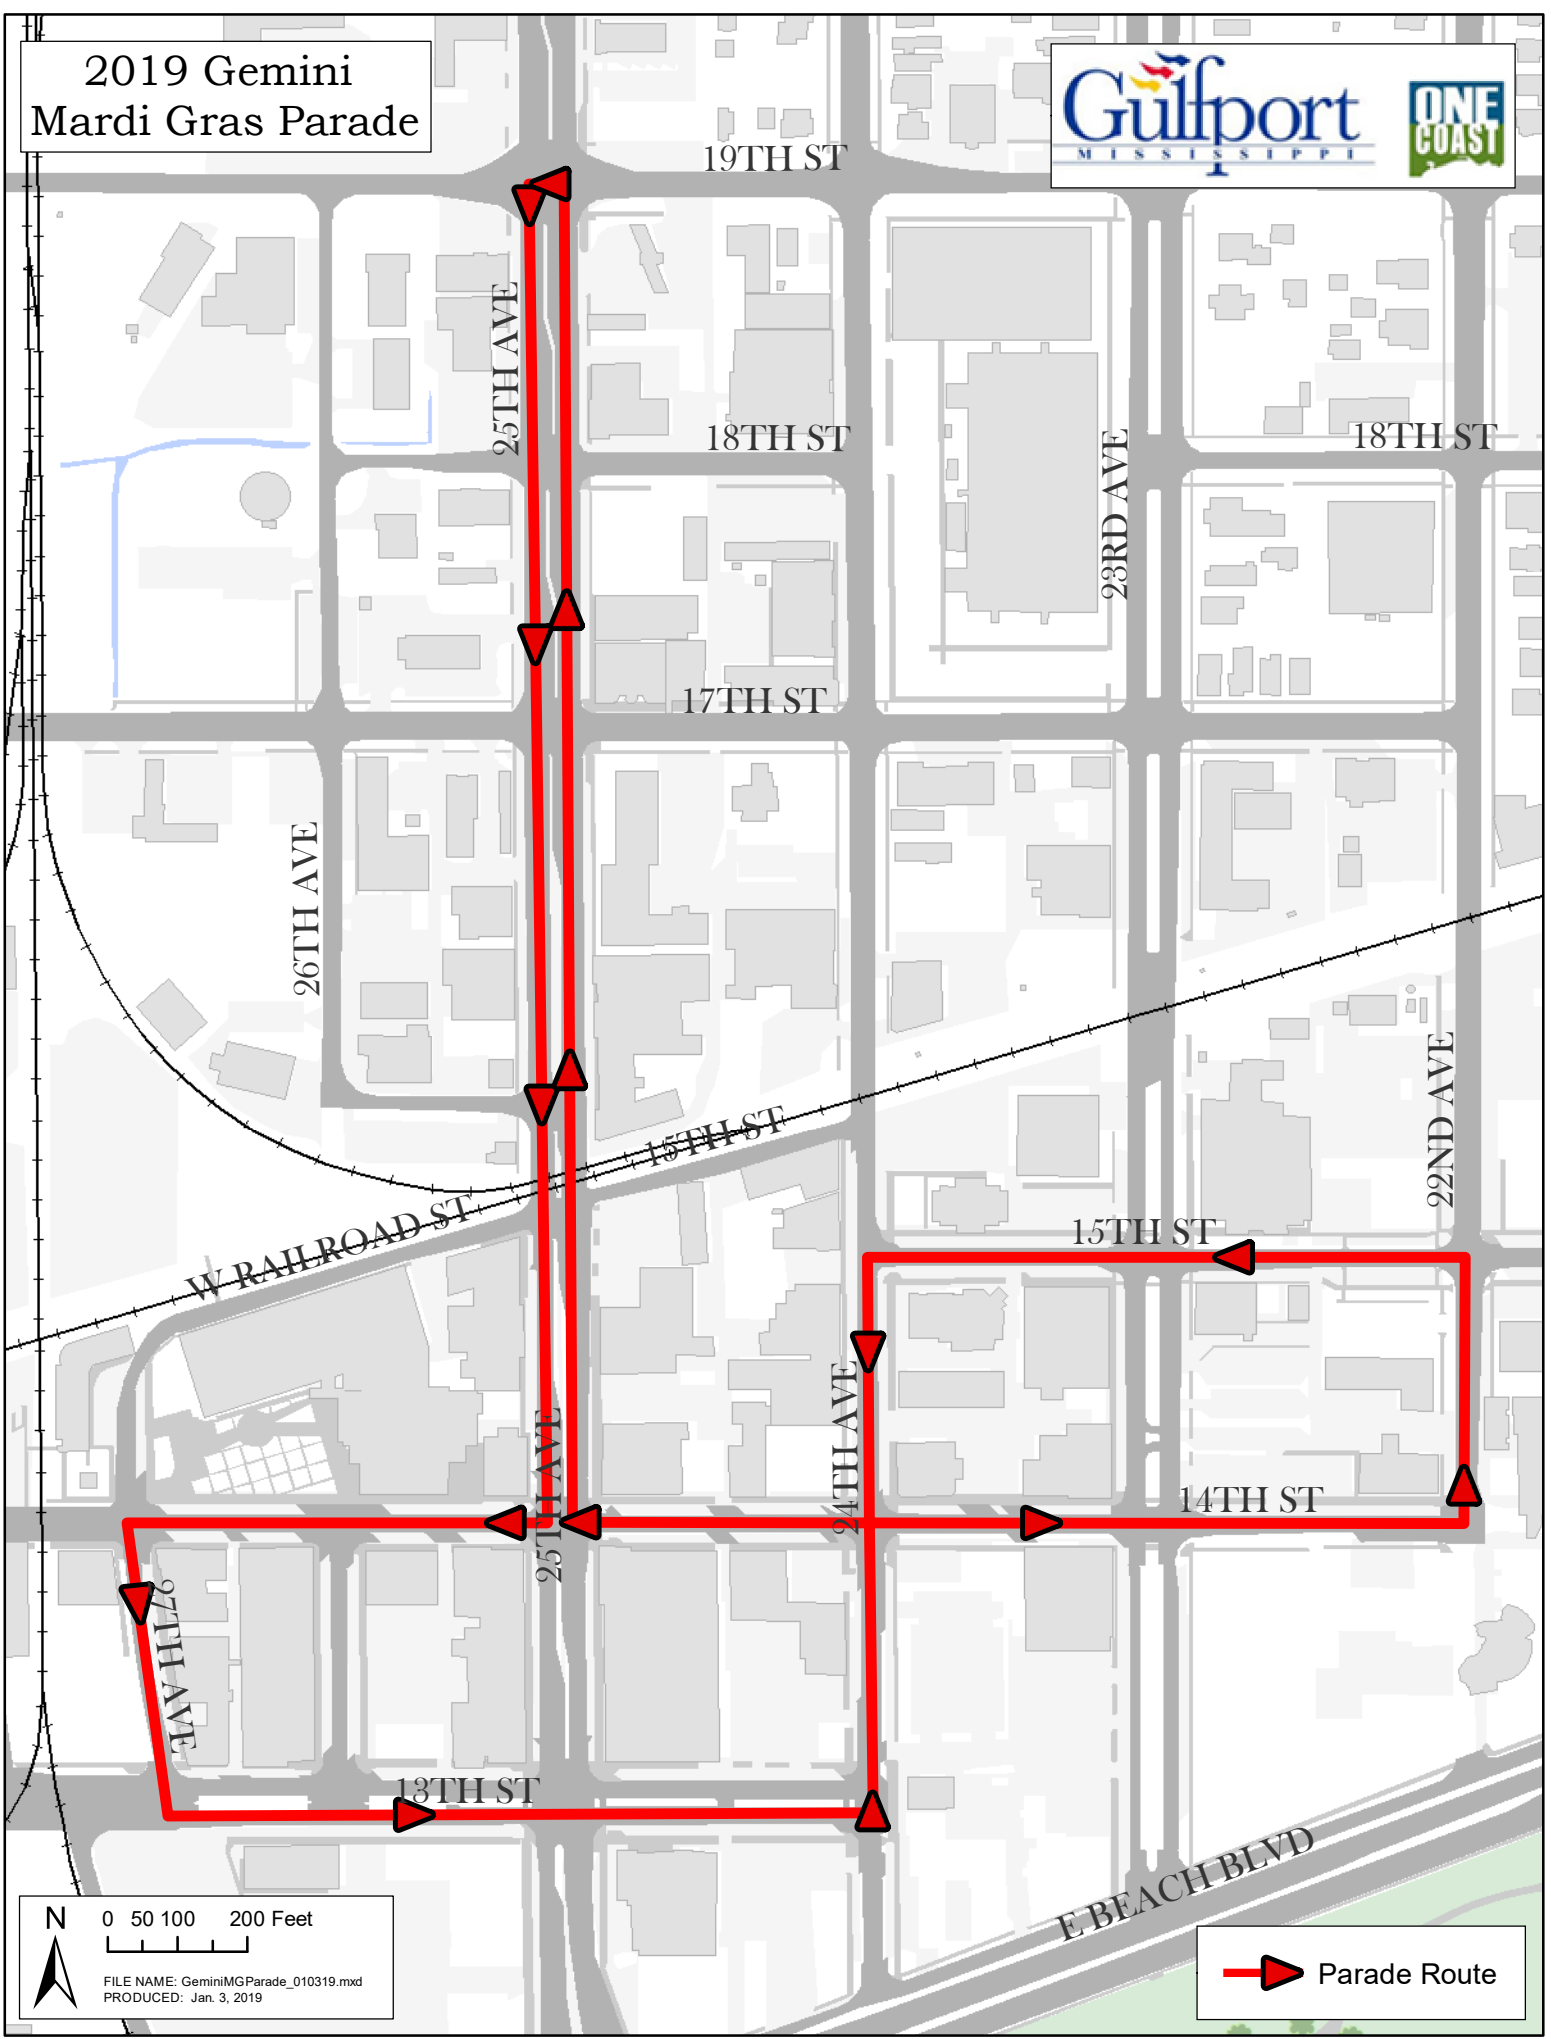 2019 Gemini
Mardi Gras Parade
Gulfport
MISSISSIPPI
ONE
COAST
19TH ST
25TH AVE
18TH ST
18TH ST
23RD AVE
17TH ST
26TH AVE
22ND AVE
15TH ST
W RAILROAD ST
15TH ST
24TH AVE
25TH AVE
14TH ST
27TH AVE
13TH ST
E BEACH BLVD
N
0 50 100 200 Feet
FILE NAME: GeminiMGParade_010319.mxd
PRODUCED: Jan. 3, 2019
Parade Route